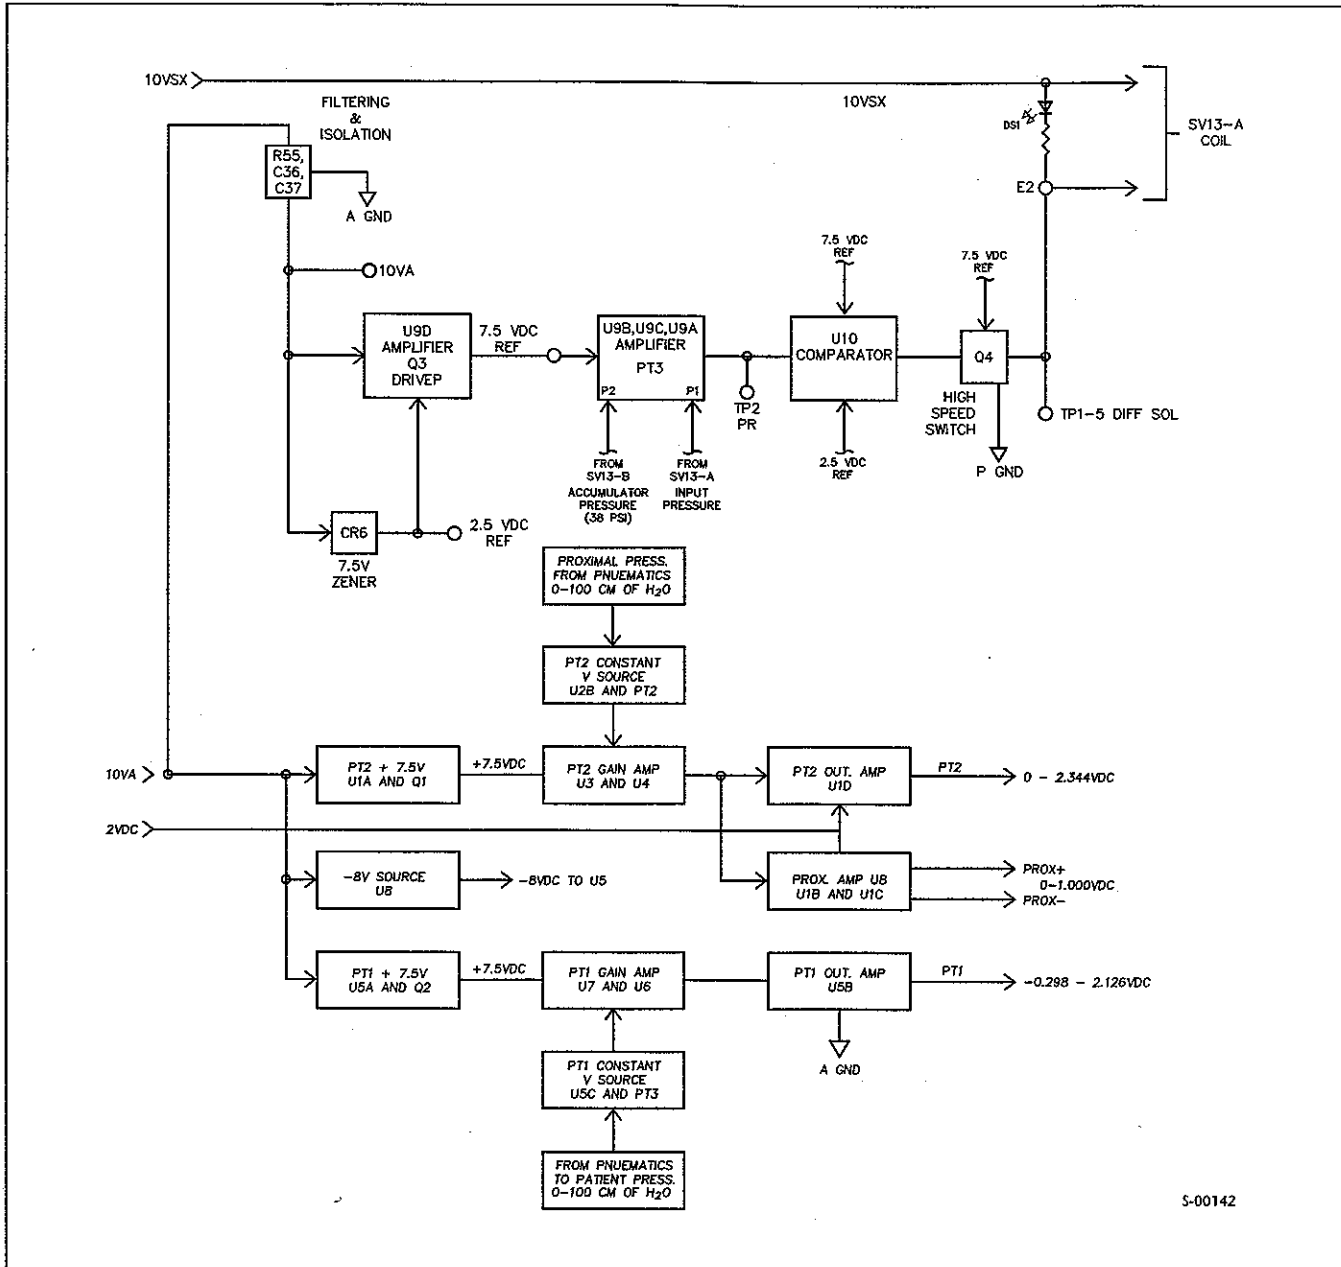 10VSX
10VSX
FILTERING
&
ISOLATION
DS1
SV13-A
COIL
R55,
C36,
C37
A GND
E2
10VA
7.5 VDC
REF
7.5 VDC
REF
U9D
AMPLIFIER
Q3
DRIVEP
7.5 VDC
REF
U9B,U9C,U9A
AMPLIFIER
PT3
P2
P1
TP2
PR
U10
COMPARATOR
Q4
HIGH
SPEED
SWITCH
TP1-5 DIFF SOL
P GND
FROM
SV13-B
ACCUMULATOR
PRESSURE
(38 PSI)
FROM
SV13-A
INPUT
PRESSURE
2.5 VDC
REF
CR6
7.5V
ZENER
2.5 VDC
REF
PROXIMAL PRESS.
FROM PNUEMATICS
0-100 CM OF H2O
PT2 CONSTANT
V SOURCE
U2B AND PT2
10VA
PT2 + 7.5V
U1A AND Q1
+7.5VDC
PT2 GAIN AMP
U3 AND U4
PT2 OUT. AMP
U1D
PT2
0 - 2.344VDC
2VDC
-8V SOURCE
U8
-8VDC TO U5
PROX. AMP U8
U1B AND U1C
PROX+
0-1.000VDC
PROX-
PT1 + 7.5V
U5A AND Q2
+7.5VDC
PT1 GAIN AMP
U7 AND U6
PT1 OUT. AMP
U5B
PT1
-0.298 - 2.126VDC
A GND
PT1 CONSTANT
V SOURCE
U5C AND PT3
FROM PNUEMATICS
TO PATIENT PRESS.
0-100 CM OF H2O
S-00142